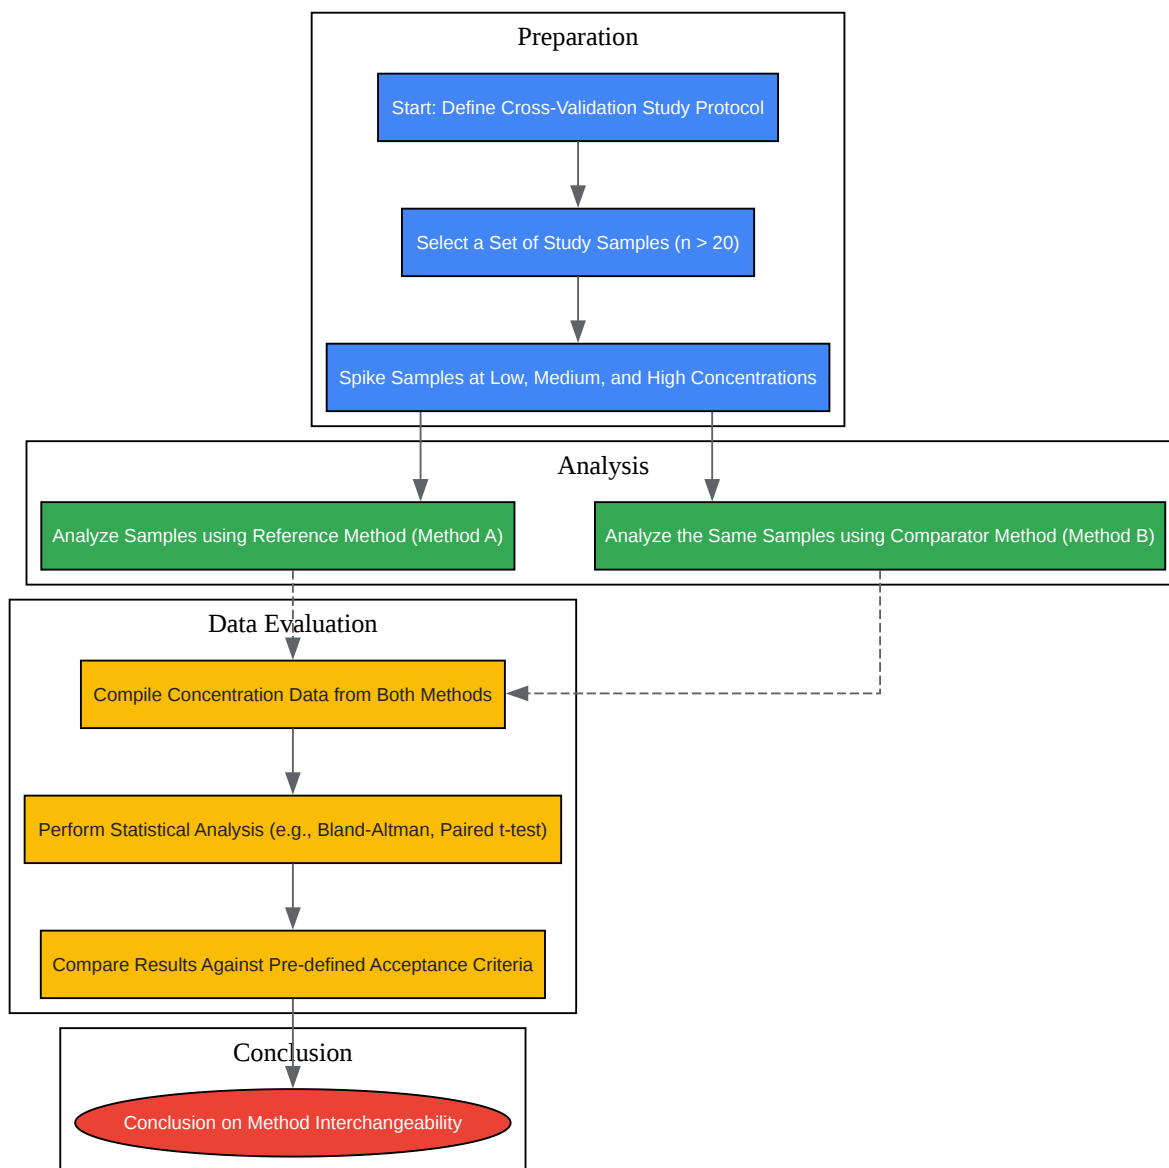 Preparation
Start: Define Cross-Validation Study Protocol
Select a Set of Study Samples (n > 20)
Spike Samples at Low, Medium, and High Concentrations
Analysis
Analyze Samples using Reference Method (Method A)
Analyze the Same Samples using Comparator Method (Method B)
Data Evaluation
Compile Concentration Data from Both Methods
Perform Statistical Analysis (e.g., Bland-Altman, Paired t-test)
Compare Results Against Pre-defined Acceptance Criteria
Conclusion
Conclusion on Method Interchangeability